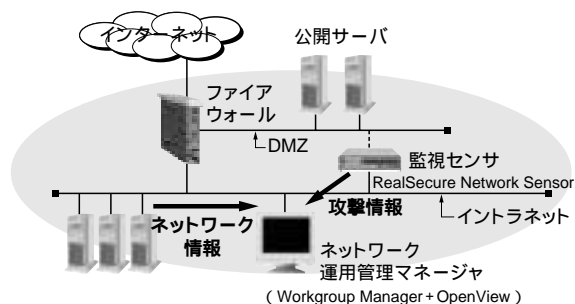 インターネット
公開サーバ
ファイア
ウォール
DMZ
監視センサ
RealSecure Network Sensor
攻撃情報
イントラネット
ネットワーク
情報
ネットワーク
運用管理マネージャ
( Workgroup Manager + OpenView )